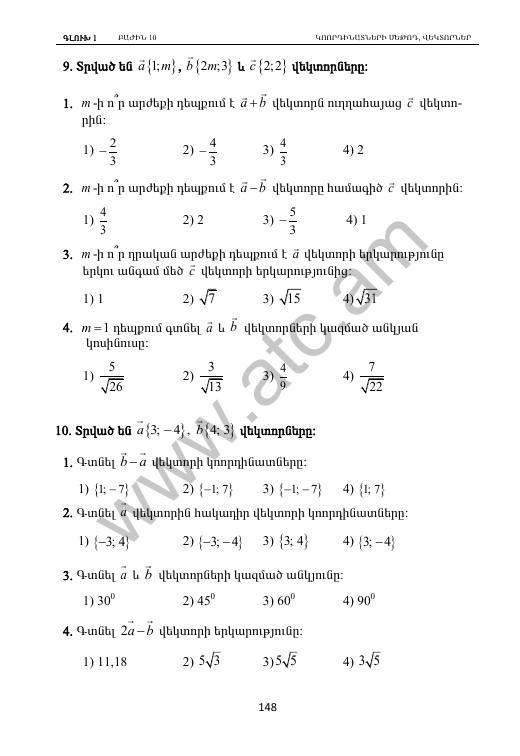 ԳԼՈՒԽ 1 ԲԱԺԻՆ 10 ԿՈՈՐԴԻՆԱՏՆԵՐԻ ՄԵԹՈԴ, ՎԵԿՏՈՐՆԵՐ
9. Տրված են a⃗{1;m}, b⃗{2m;3} և c⃗{2;2} վեկտորները:
1. m-ի ո՞ր արժեքի դեպքում է a⃗+b⃗ վեկտորն ուղղահայաց c⃗ վեկտո-
րին:
1) −2/3 2) −4/3 3) 4/3 4) 2
2. m-ի ո՞ր արժեքի դեպքում է a⃗−b⃗ վեկտորը համագիծ c⃗ վեկտորին:
1) 4/3 2) 2 3) −5/3 4) 1
3. m-ի ո՞ր դրական արժեքի դեպքում է a⃗ վեկտորի երկարությունը
երկու անգամ մեծ c⃗ վեկտորի երկարությունից:
1) 1 2) √7 3) √15 4) √31
4. m=1 դեպքում գտնել a⃗ և b⃗ վեկտորների կազմած անկյան
կոսինուսը:
1) 5/√26 2) 3/√13 3) 4/9 4) 7/√22
10. Տրված են a⃗{3; −4}, b⃗{4; 3} վեկտորները:
1. Գտնել b⃗−a⃗ վեկտորի կոորդինատները:
1) {1; −7} 2) {−1; 7} 3) {−1; −7} 4) {1; 7}
2. Գտնել a⃗ վեկտորին հակադիր վեկտորի կոորդինատները:
1) {−3; 4} 2) {−3; −4} 3) {3; 4} 4) {3; −4}
3. Գտնել a⃗ և b⃗ վեկտորների կազմած անկյունը:
1) 30⁰ 2) 45⁰ 3) 60⁰ 4) 90⁰
4. Գտնել 2a⃗−b⃗ վեկտորի երկարությունը:
1) 11,18 2) 5√3 3) 5√5 4) 3√5
148
www.atc.am